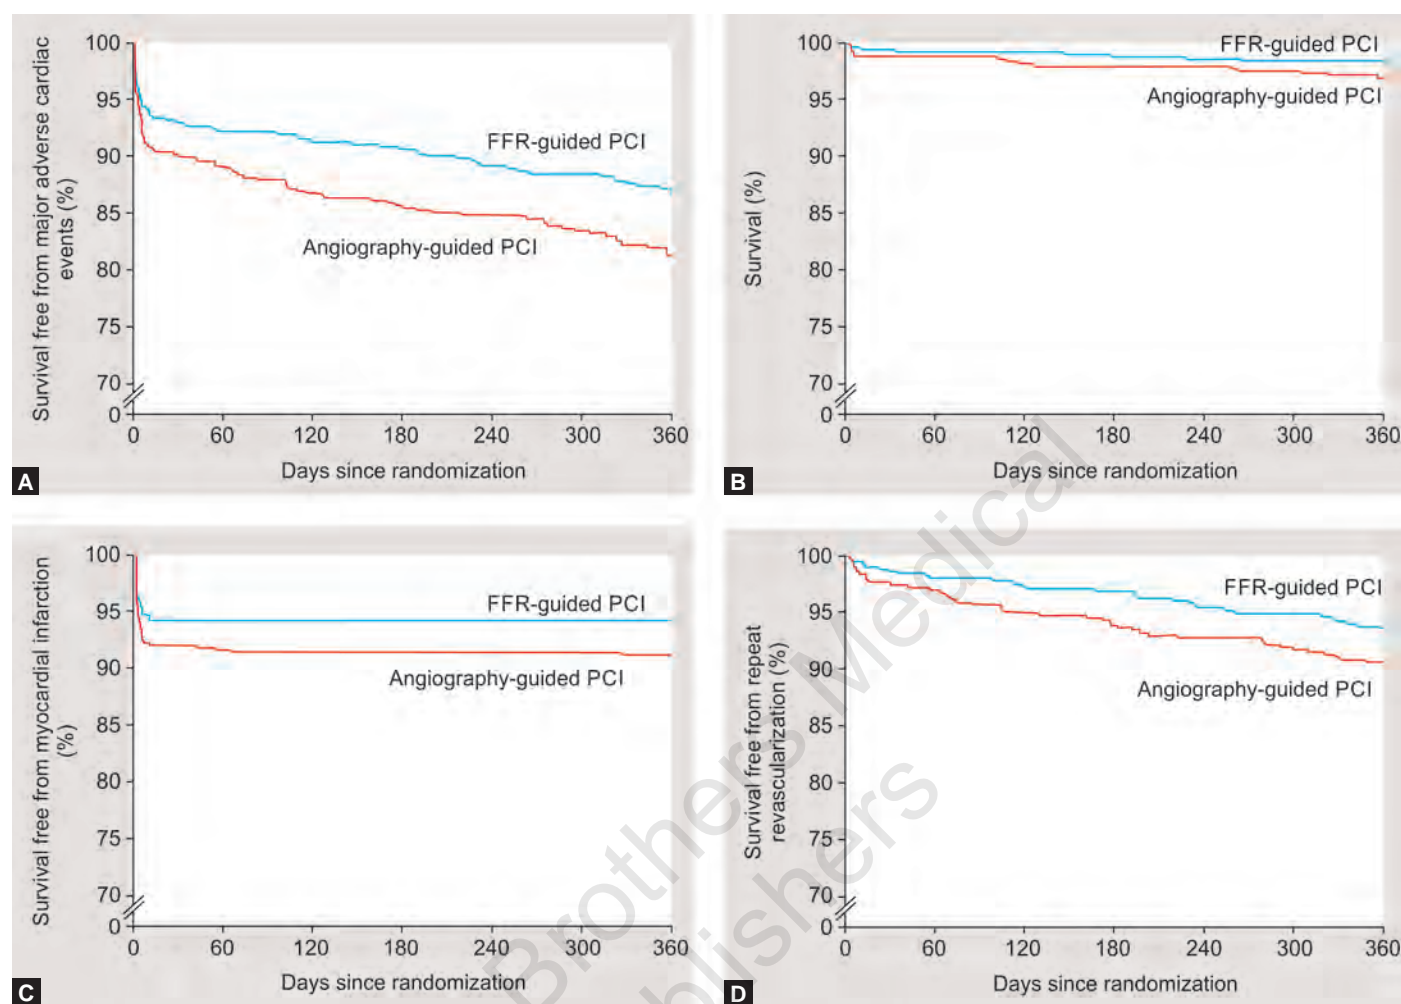 Survival free from major adverse cardiac
events (%)
100
95
90
85
80
75
70
0
FFR-guided PCI
Angiography-guided PCI
0 60 120 180 240 300 360
Days since randomization
A
Survival (%)
100
95
90
85
80
75
70
0
FFR-guided PCI
Angiography-guided PCI
0 60 120 180 240 300 360
Days since randomization
B
Survival free from myocardial infarction
(%)
100
95
90
85
80
75
70
0
FFR-guided PCI
Angiography-guided PCI
0 60 120 180 240 300 360
Days since randomization
C
Survival free from repeat
revascularization (%)
100
95
90
85
80
75
70
0
FFR-guided PCI
Angiography-guided PCI
0 60 120 180 240 300 360
Days since randomization
D
Brothers Medical